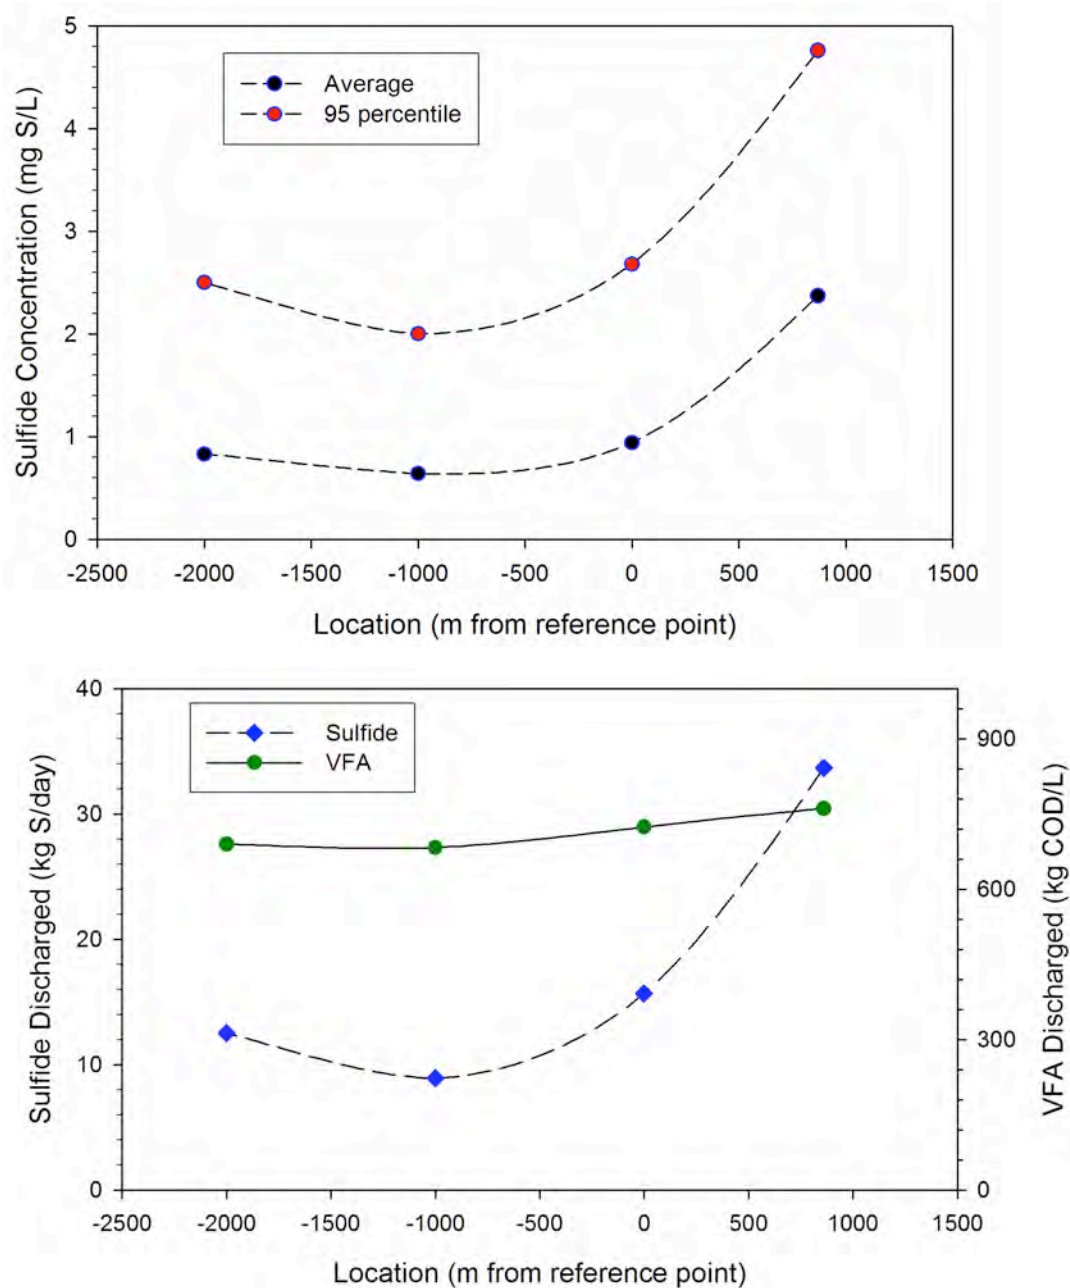 5
4
3
2
1
0
Sulfide Concentration (mg S/L)
Average
95 percentile
-2500 -2000 -1500 -1000 -500 0 500 1000 1500
Location (m from reference point)
40
30
20
10
0
Sulfide Discharged (kg S/day)
Sulfide
VFA
900
600
300
0
VFA Discharged (kg COD/L)
-2500 -2000 -1500 -1000 -500 0 500 1000 1500
Location (m from reference point)